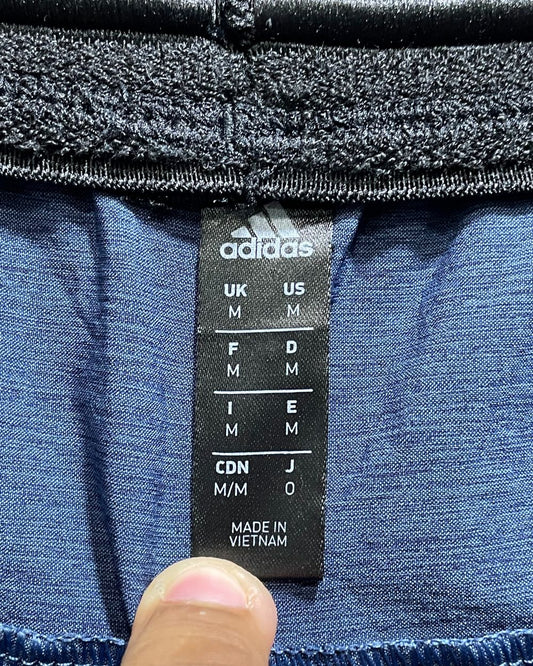 adidas
UK US
M M
F D
M M
I E
M M
CDN J
M/M O
MADE IN
VIETNAM